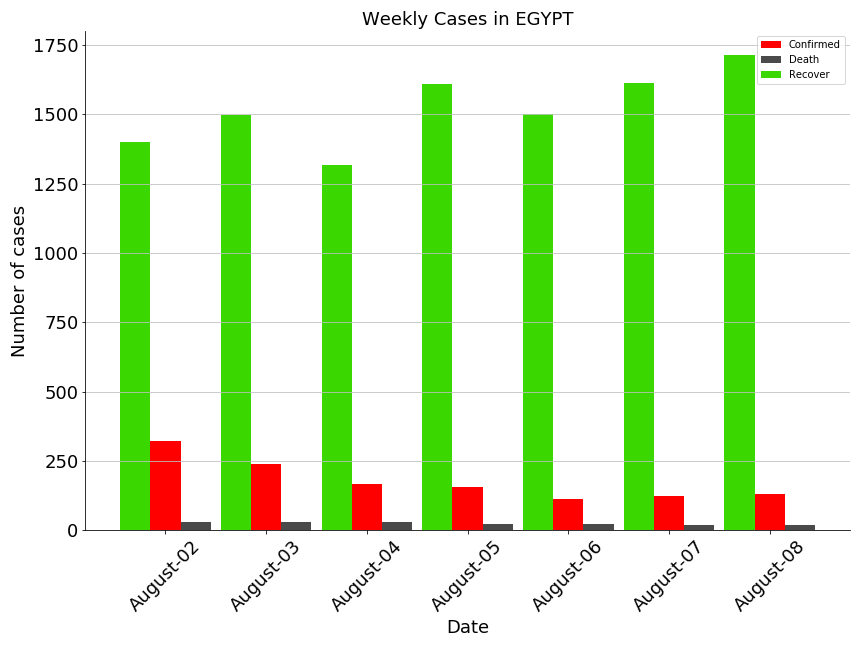 Weekly Cases in EGYPT
Confirmed
Death
Recover
Number of cases
1750
1500
1250
1000
750
500
250
0
August-02
August-03
August-04
August-05
August-06
August-07
August-08
Date